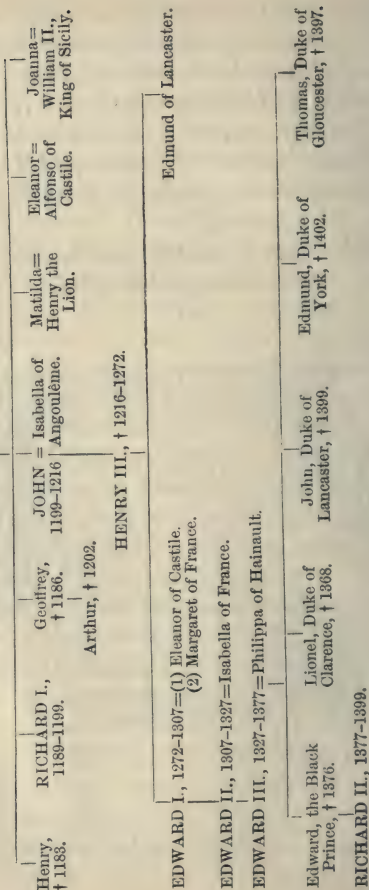 Henry,
† 1183.
RICHARD I.,
1189–1199.
Geoffrey,
† 1186.
Arthur, † 1202.
JOHN = Isabella of
1199–1216 Angoulême.
Matilda=
Henry the
Lion.
Eleanor=
Alfonso of
Castile.
Joanna=
William II.,
King of Sicily.
HENRY III., † 1216–1272.
EDWARD I., 1272–1307=(1) Eleanor of Castile.
(2) Margaret of France.
Edmund of Lancaster.
EDWARD II., 1307–1327=Isabella of France.
EDWARD III., 1327–1377=Philippa of Hainault.
Edward, the Black
Prince, † 1376.
Lionel, Duke of
Clarence, † 1368.
John, Duke of
Lancaster, † 1399.
Edmund, Duke of
York, † 1402.
Thomas, Duke of
Gloucester, † 1397.
RICHARD II., 1377–1399.